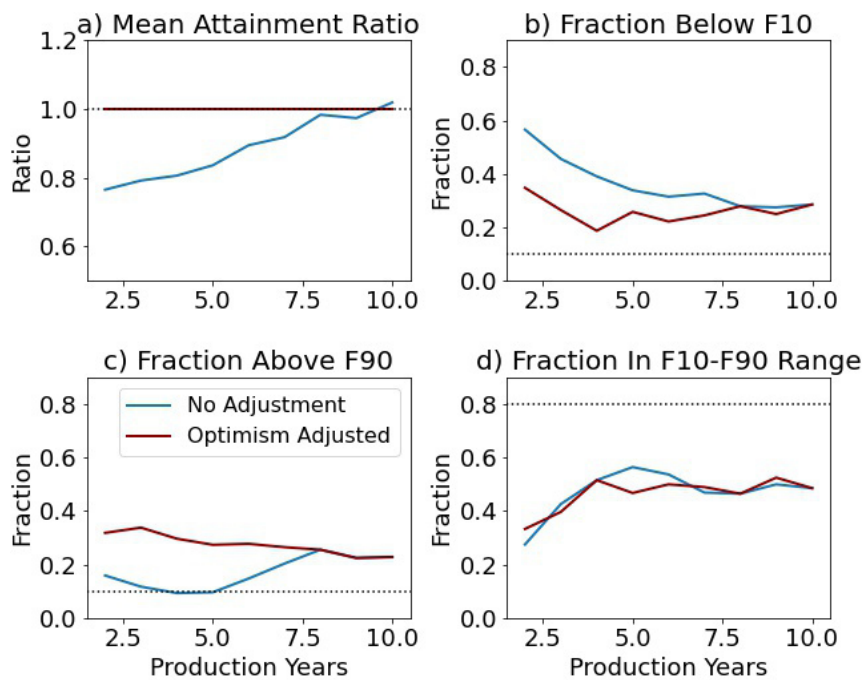 a) Mean Attainment Ratio
1.2
1.0
0.8
0.6
Ratio
2.5 5.0 7.5 10.0
b) Fraction Below F10
0.8
0.6
0.4
0.2
0.0
Fraction
2.5 5.0 7.5 10.0
c) Fraction Above F90
0.8
0.6
0.4
0.2
0.0
Fraction
No Adjustment
Optimism Adjusted
2.5 5.0 7.5 10.0
Production Years
d) Fraction In F10-F90 Range
0.8
0.6
0.4
0.2
0.0
Fraction
2.5 5.0 7.5 10.0
Production Years